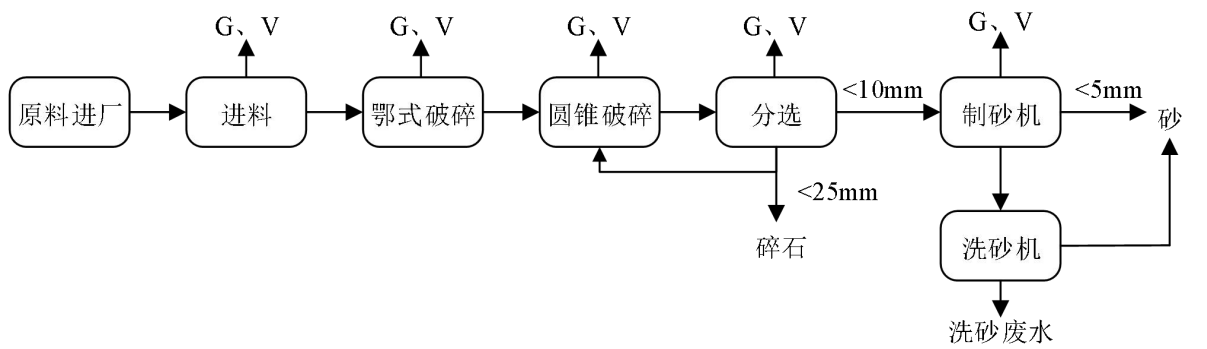 G、V
G、V
G、V
G、V
G、V
原料进厂
进料
鄂式破碎
圆锥破碎
分选
<10mm
制砂机
<5mm
砂
<25mm
碎石
洗砂机
洗砂废水